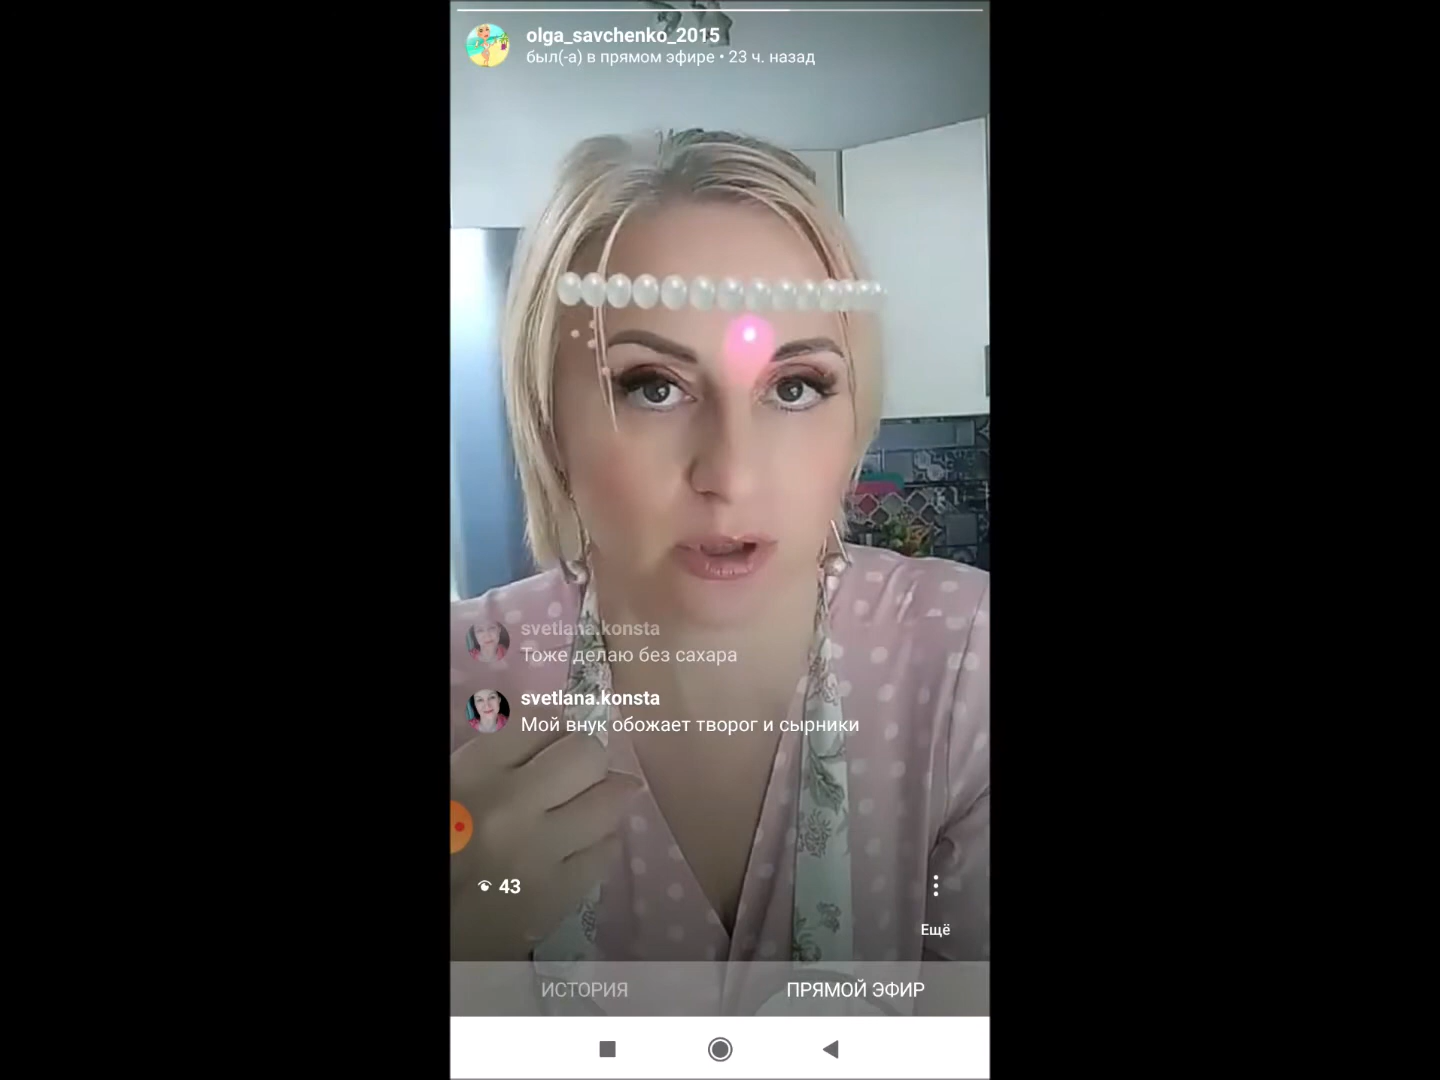 olga_savchenko_2015
был(-а) в прямом эфире • 23 ч. назад
svetlana.konsta
Тоже делаю без сахара
svetlana.konsta
Мой внук обожает творог и сырники
43
Ещё
ИСТОРИЯ
ПРЯМОЙ ЭФИР